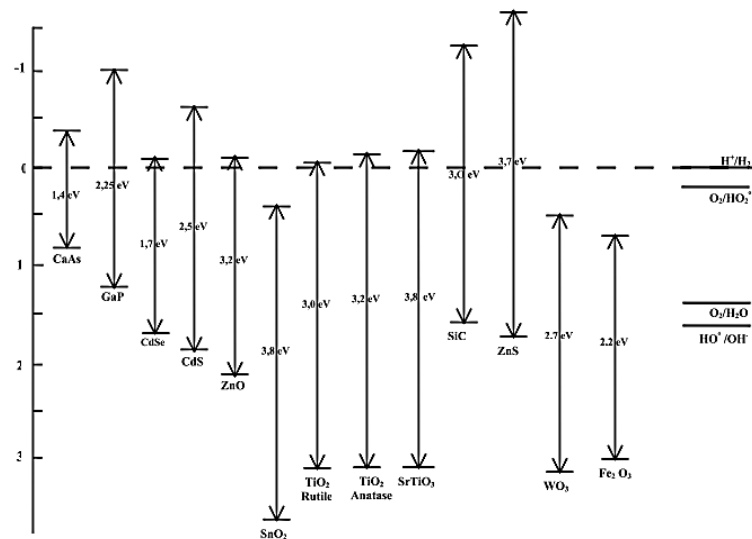 -1
0
1
2
3
1,4 eV
CaAs
2,25 eV
GaP
1,7 eV
CdSe
2,5 eV
CdS
3,2 eV
ZnO
3,8 eV
SnO₂
3,0 eV
TiO₂
Rutile
3,2 eV
TiO₂
Anatase
3,8 eV
SrTiO₃
3,0 eV
SiC
3,7 eV
ZnS
2.7 eV
WO₃
2.2 eV
Fe₂ O₃
H⁺/H₂
O₂/HO₂°
O₂/H₂O
HO°/OH⁻